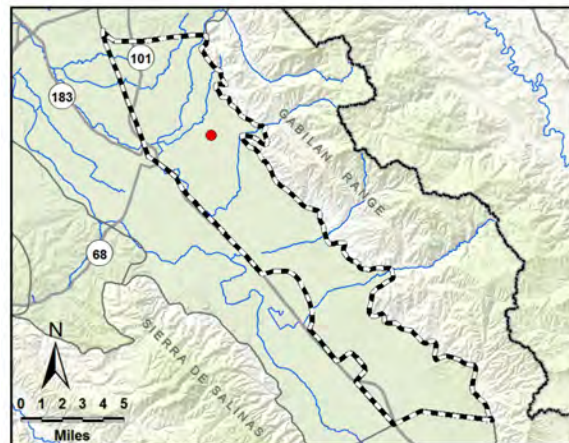 101
183
GABILAN RANGE
68
SIERRA DE SALINAS
N
0 1 2 3 4 5
Miles